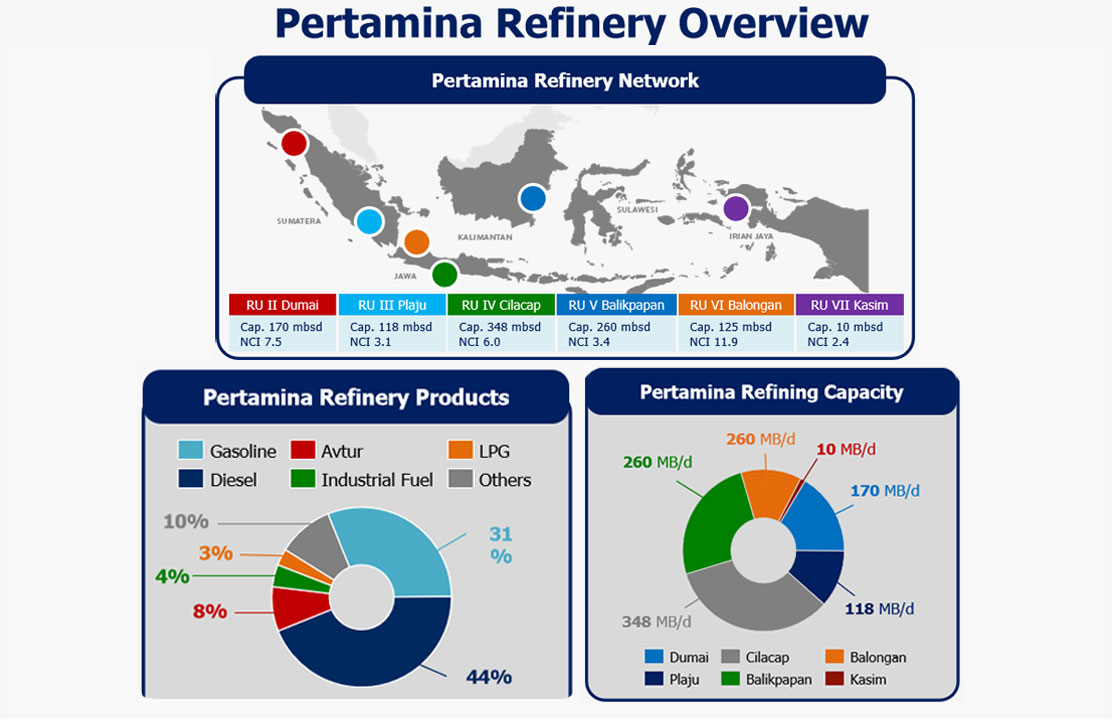 Pertamina Refinery Overview
Pertamina Refinery Network
SUMATERA
KALIMANTAN
SULAWESI
IRIAN JAYA
JAWA
RU II Dumai
Cap. 170 mbsd
NCI 7.5
RU III Plaju
Cap. 118 mbsd
NCI 3.1
RU IV Cilacap
Cap. 348 mbsd
NCI 6.0
RU V Balikpapan
Cap. 260 mbsd
NCI 3.4
RU VI Balongan
Cap. 125 mbsd
NCI 11.9
RU VII Kasim
Cap. 10 mbsd
NCI 2.4
Pertamina Refinery Products
Gasoline
Avtur
LPG
Diesel
Industrial Fuel
Others
10%
31
%
3%
4%
8%
44%
Pertamina Refining Capacity
260 MB/d
10 MB/d
260 MB/d
170 MB/d
118 MB/d
348 MB/d
Dumai
Cilacap
Balongan
Plaju
Balikpapan
Kasim